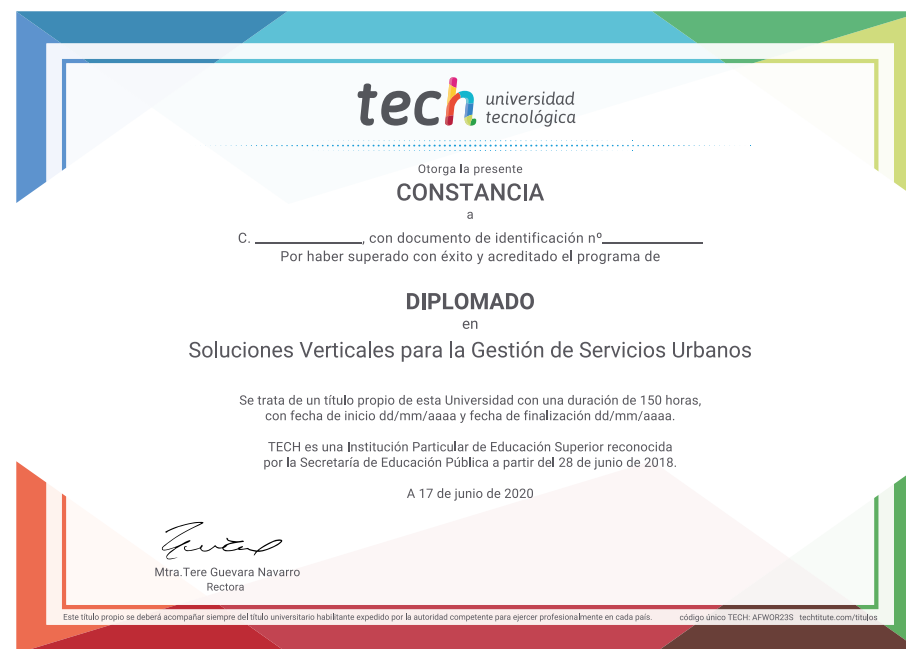 tech universidad
tecnológica
Otorga la presente
CONSTANCIA
a
C. ______________, con documento de identificación nº_____________
Por haber superado con éxito y acreditado el programa de
DIPLOMADO
en
Soluciones Verticales para la Gestión de Servicios Urbanos
Se trata de un título propio de esta Universidad con una duración de 150 horas,
con fecha de inicio dd/mm/aaaa y fecha de finalización dd/mm/aaaa.
TECH es una Institución Particular de Educación Superior reconocida
por la Secretaría de Educación Pública a partir del 28 de junio de 2018.
A 17 de junio de 2020
Mtra.Tere Guevara Navarro
Rectora
Este título propio se deberá acompañar siempre del título universitario habilitante expedido por la autoridad competente para ejercer profesionalmente en cada país. código único TECH: AFWOR23S techtitute.com/titulos